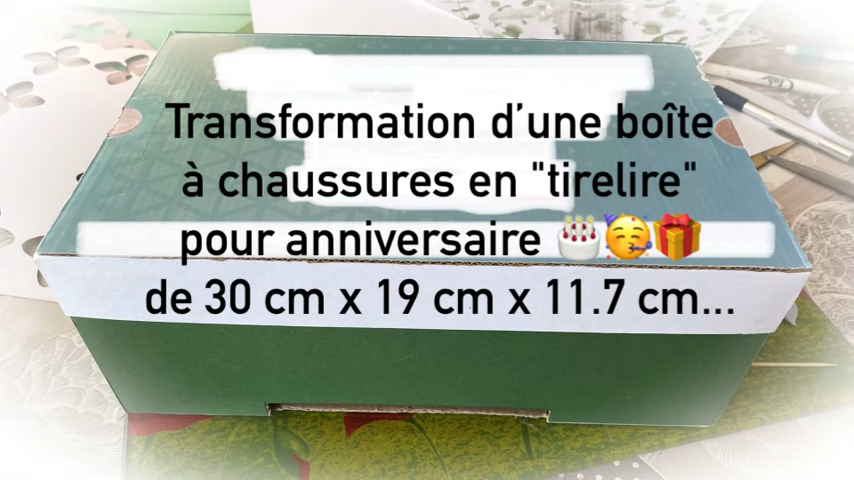 Transformation d’une boîte
à chaussures en "tirelire"
pour anniversaire 🎂🥳🎁
de 30 cm x 19 cm x 11.7 cm...